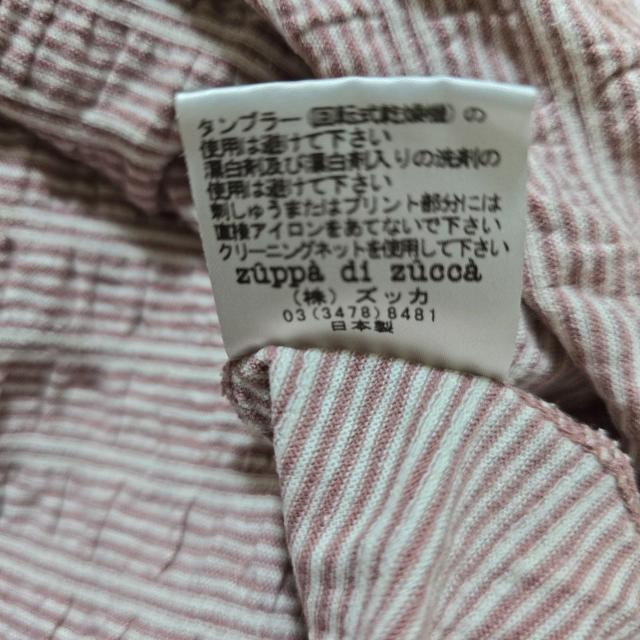 タンブラー（回転式乾燥機）の
使用は避けて下さい
蛍白剤及び蛍白剤入りの洗剤の
使用は避けて下さい
刺しゅうまたはプリント部分には
直接アイロンをあてないで下さい
クリーニングネットを使用して下さい
zûppà di zùccà
（株）ズッカ
03(3478)8481
日本製